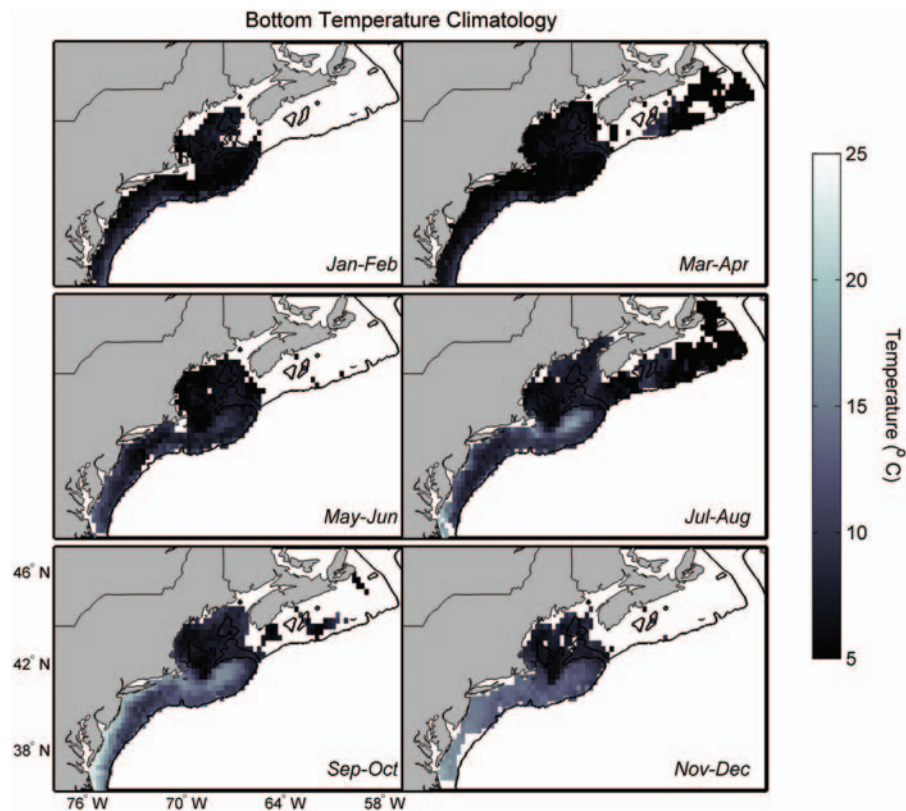 Bottom Temperature Climatology
Jan-Feb
Mar-Apr
May-Jun
Jul-Aug
Sep-Oct
Nov-Dec
46° N
42° N
38° N
76° W
70° W
64° W
58° W
25
20
15
10
5
Temperature (° C)